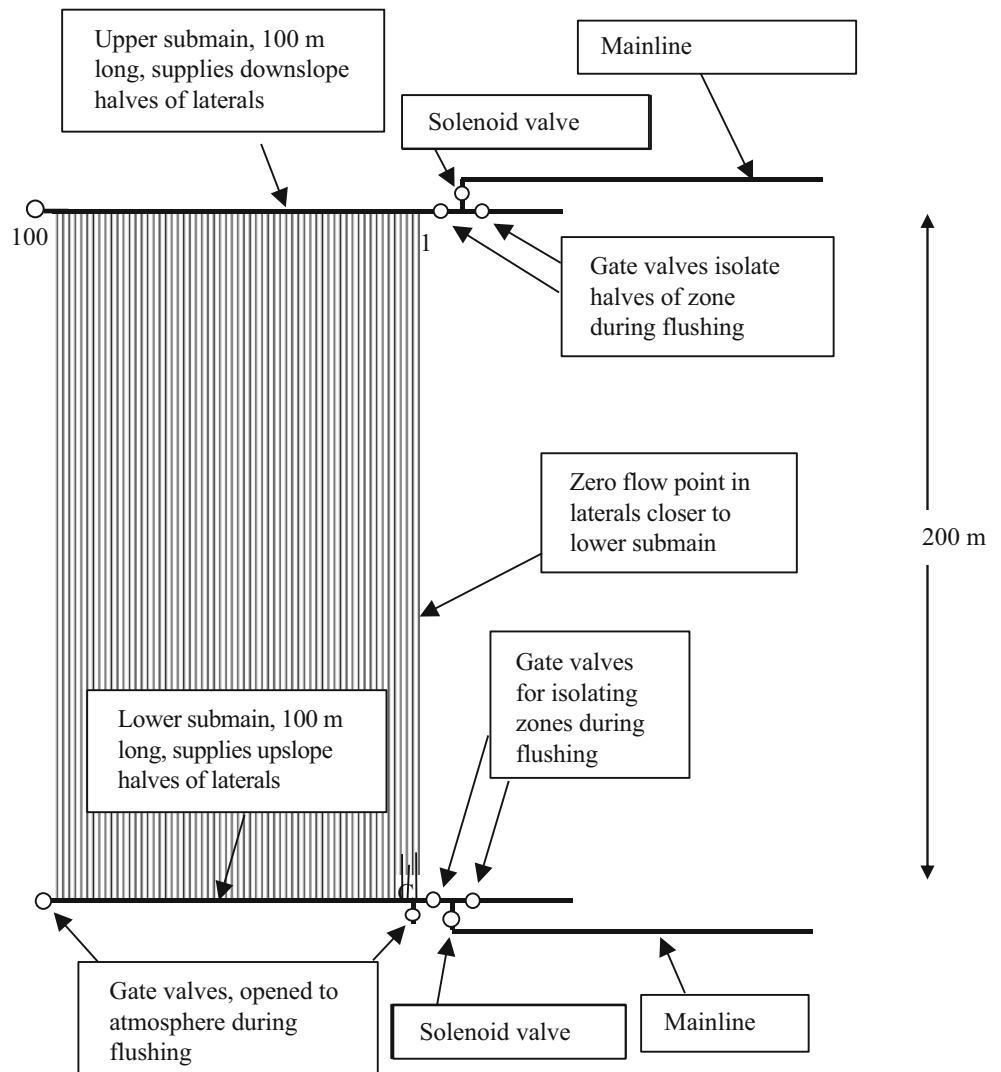 Upper submain, 100 m
long, supplies downslope
halves of laterals
Mainline
Solenoid valve
100
1
Gate valves isolate
halves of zone
during flushing
Zero flow point in
laterals closer to
lower submain
200 m
Gate valves
for isolating
zones during
flushing
Lower submain, 100 m
long, supplies upslope
halves of laterals
Gate valves, opened to
atmosphere during
flushing
Solenoid valve
Mainline